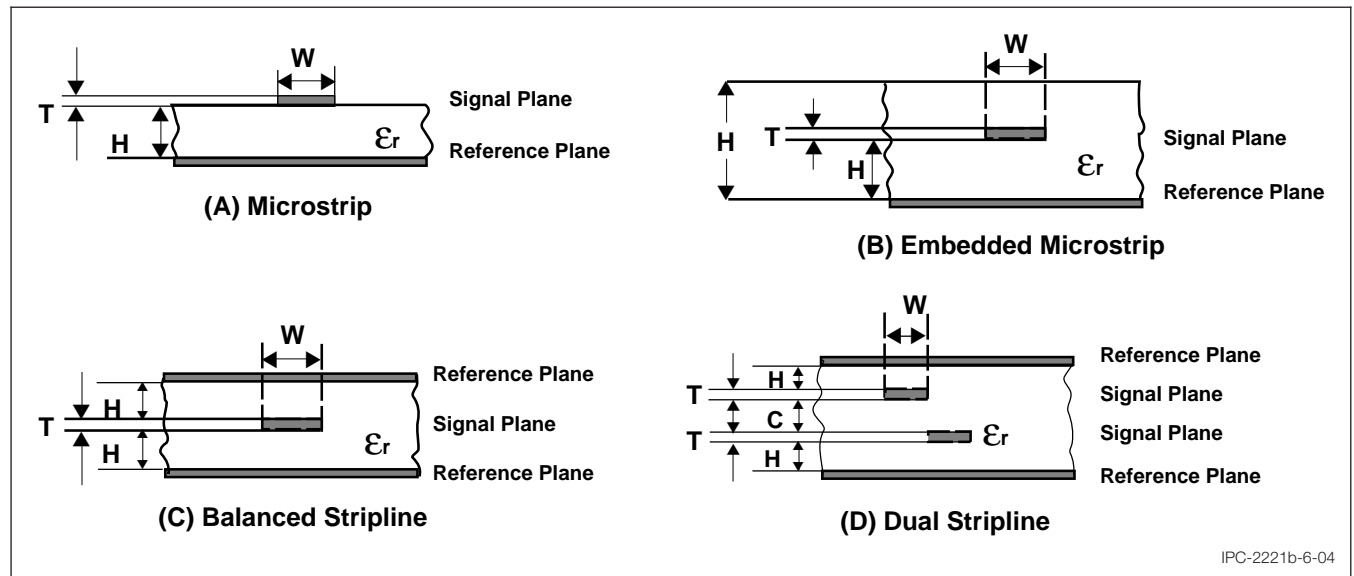 W
T
H
εr
Signal Plane
Reference Plane
(A) Microstrip
W
H
T
H
εr
Signal Plane
Reference Plane
(B) Embedded Microstrip
W
H
T
H
εr
Reference Plane
Signal Plane
Reference Plane
(C) Balanced Stripline
W
H
T
C
T
H
εr
Reference Plane
Signal Plane
Signal Plane
Reference Plane
(D) Dual Stripline
IPC-2221b-6-04